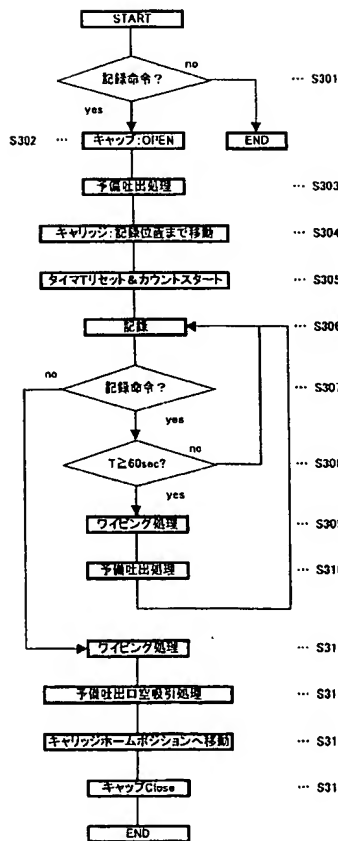 START
記録命令？
no
… S301
yes
S302 …
キャップ：OPEN
END
予備吐出処理
… S303
キャリッジ：記録位置まで移動
… S304
タイマTリセット＆カウントスタート
… S305
記録
… S306
no
記録命令？
… S307
yes
no
T≧60sec?
… S308
yes
ワイピング処理
… S309
予備吐出処理
… S310
ワイピング処理
… S31
予備吐出口空吸引処理
… S31
キャリッジホームポジションへ移動
… S31
キャップClose
… S31
END